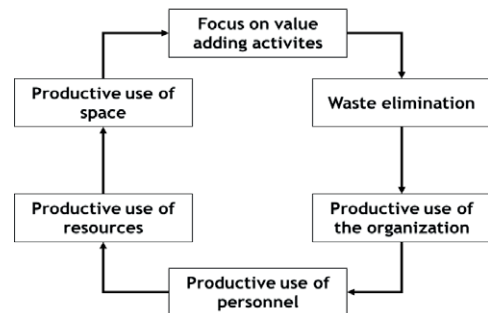 Focus on value
adding activites
Productive use of
space
Waste elimination
Productive use of
resources
Productive use of
the organization
Productive use of
personnel